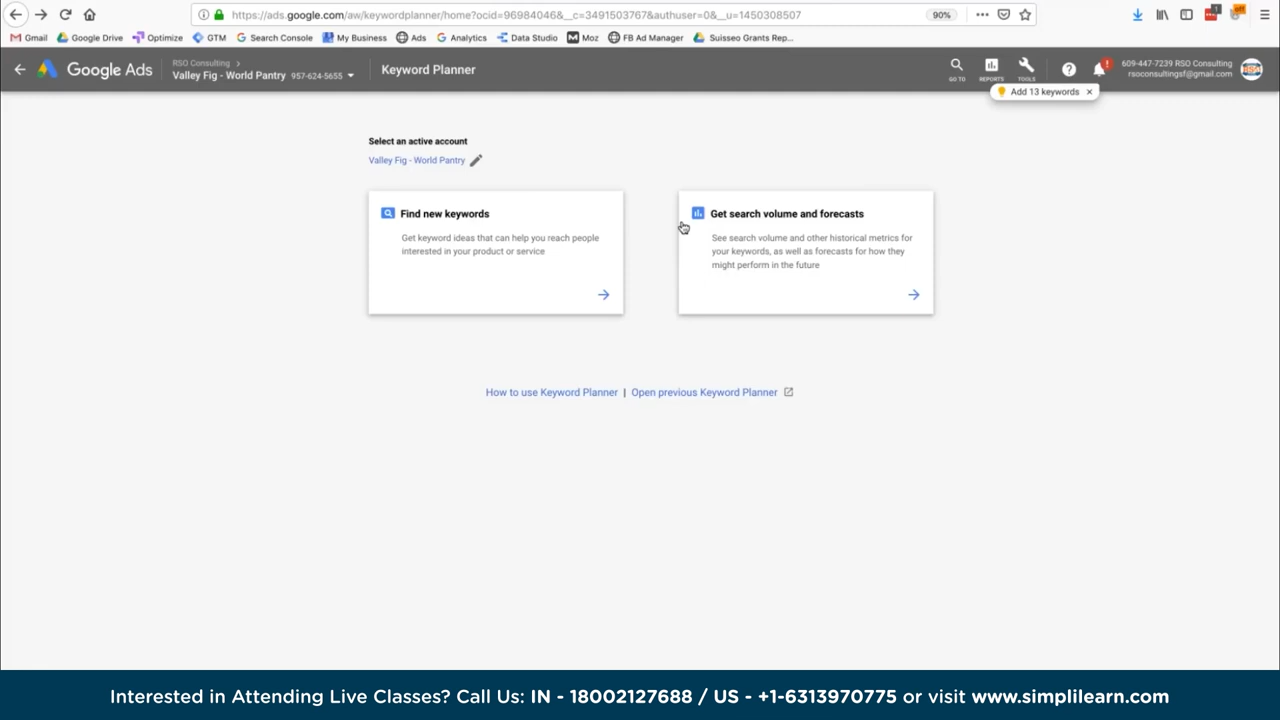 https://ads.google.com/aw/keywordplanner/home?ocid=96984046&__c=3491503767&authuser=0&__u=1450308507
90%
Gmail
Google Drive
Optimize
GTM
Search Console
My Business
Ads
Analytics
Data Studio
Moz
FB Ad Manager
Suisseo Grants Rep...
Google Ads
RSO Consulting >
Valley Fig - World Pantry 957-624-5655
Keyword Planner
GO TO
REPORTS
TOOLS
609-447-7239 RSO Consulting
rsoconsultingsf@gmail.com
Add 13 keywords ×
Select an active account
Valley Fig - World Pantry
Find new keywords
Get keyword ideas that can help you reach people
interested in your product or service
Get search volume and forecasts
See search volume and other historical metrics for
your keywords, as well as forecasts for how they
might perform in the future
How to use Keyword Planner | Open previous Keyword Planner
Interested in Attending Live Classes? Call Us: IN - 18002127688 / US - +1-6313970775 or visit www.simplilearn.com